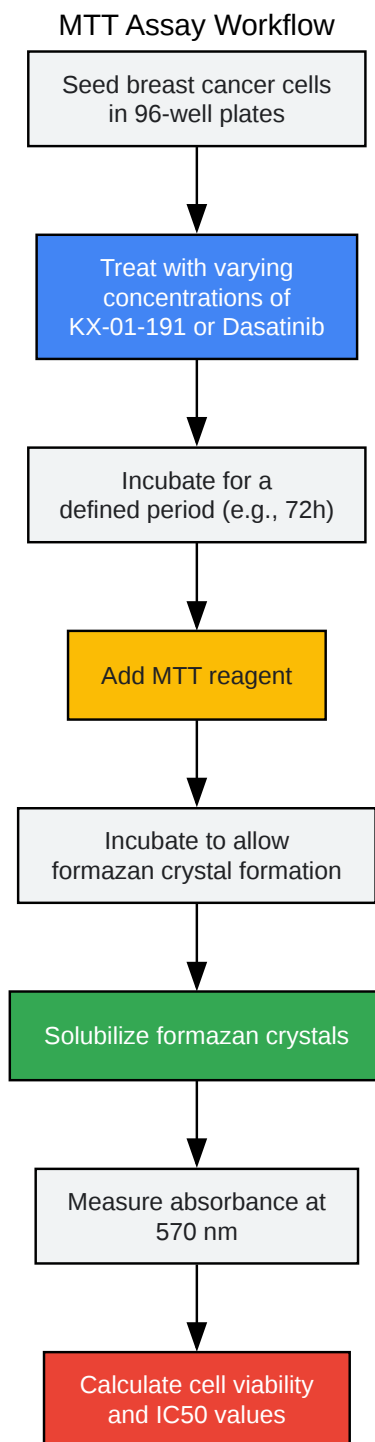 MTT Assay Workflow
Seed breast cancer cells
in 96-well plates
Treat with varying
concentrations of
KX-01-191 or Dasatinib
Incubate for a
defined period (e.g., 72h)
Add MTT reagent
Incubate to allow
formazan crystal formation
Solubilize formazan crystals
Measure absorbance at
570 nm
Calculate cell viability
and IC50 values